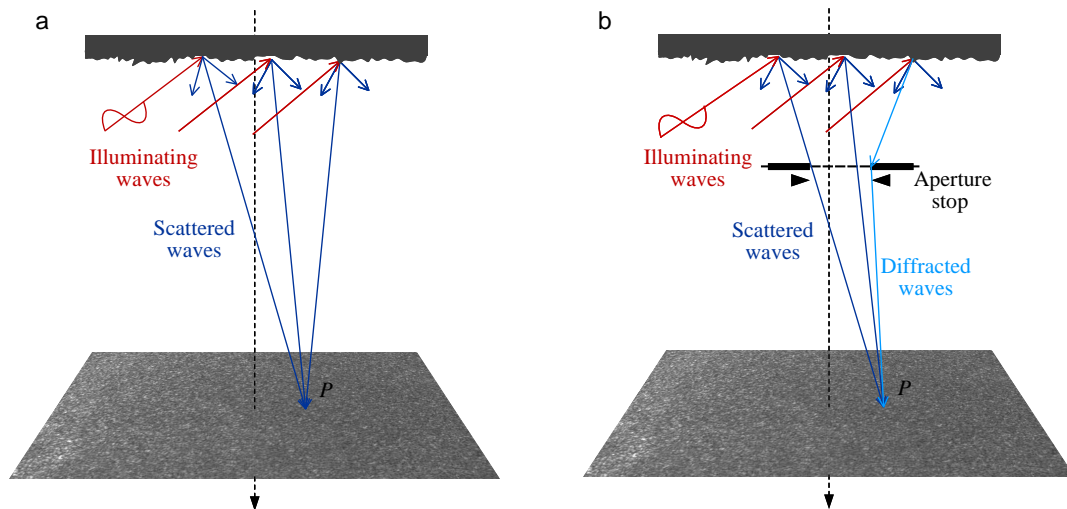 a
Illuminating
waves
Scattered
waves
P
b
Illuminating
waves
Aperture
stop
Scattered
waves
Diffracted
waves
P